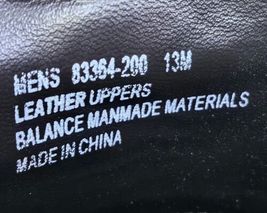 MENS 83364-200 13M
LEATHER UPPERS
BALANCE MANMADE MATERIALS
MADE IN CHINA